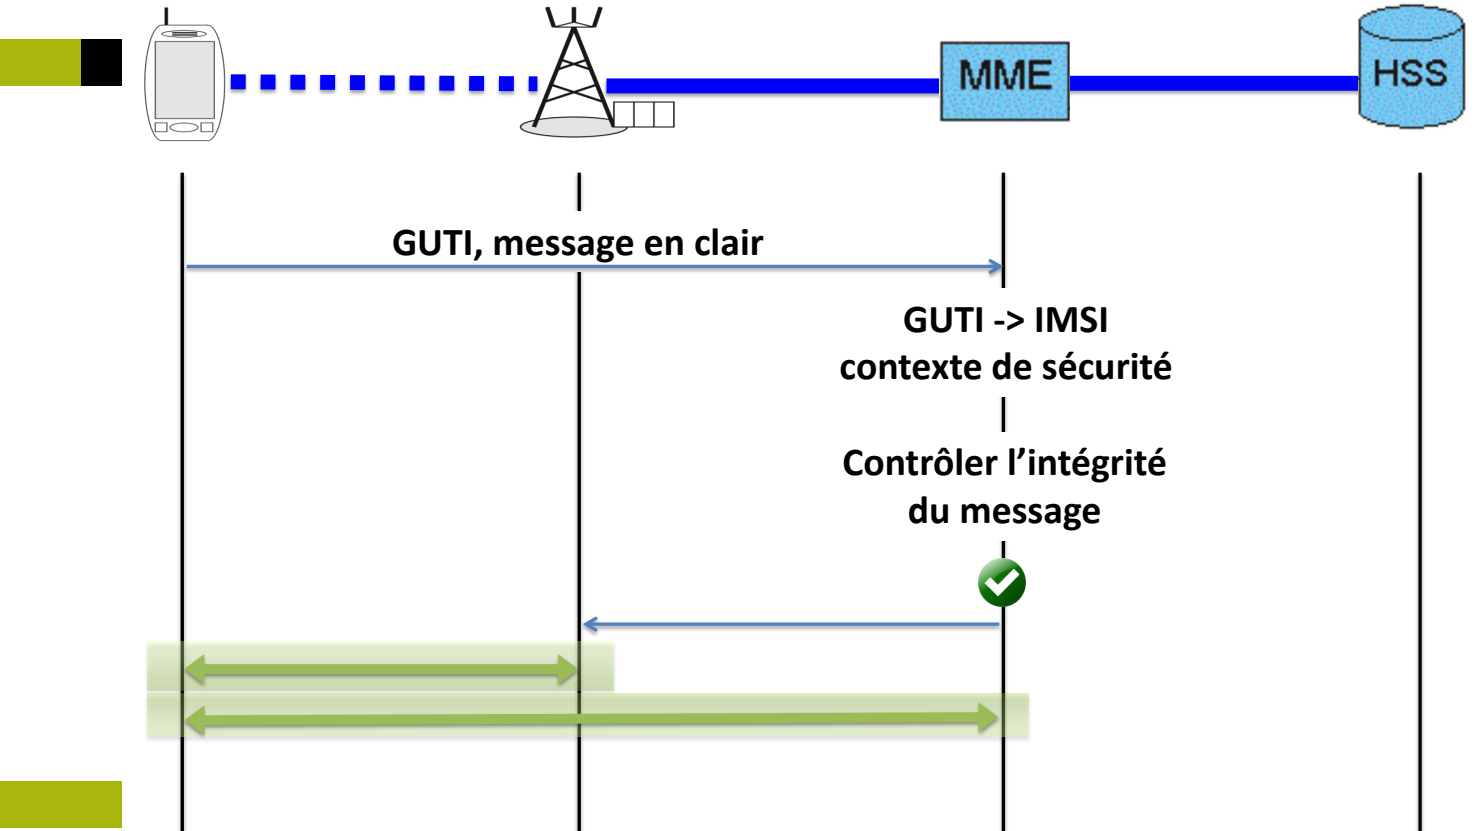 MME
HSS
GUTI, message en clair
GUTI -> IMSI
contexte de sécurité
Contrôler l’intégrité
du message